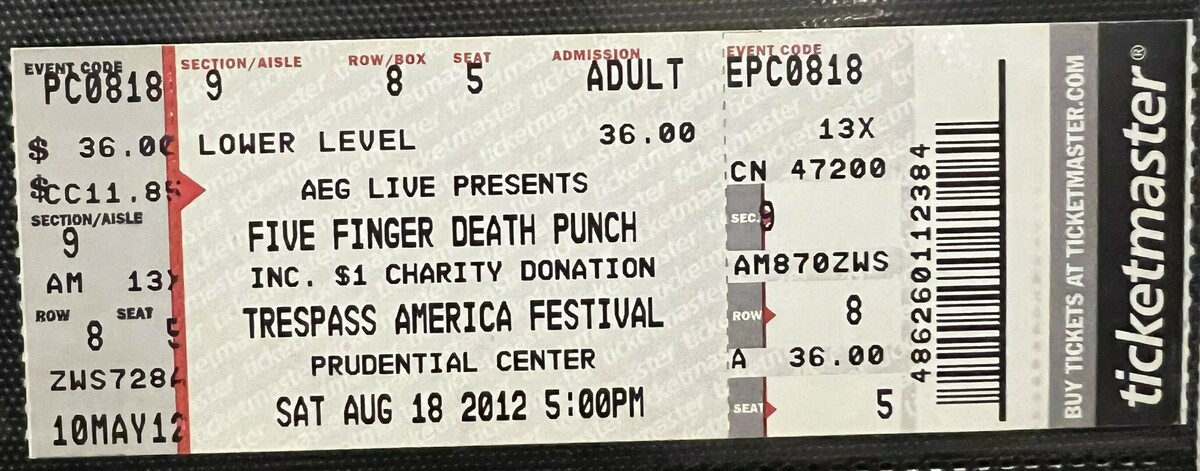 EVENT CODE
PC0818
$ 36.00
$CC11.85
SECTION/AISLE
9
AM 13X
ROW SEAT
8 5
ZWS728
10MAY12
SECTION/AISLE ROW/BOX SEAT ADMISSION
9 8 5 ADULT
LOWER LEVEL 36.00
AEG LIVE PRESENTS
FIVE FINGER DEATH PUNCH
INC. $1 CHARITY DONATION
TRESPASS AMERICA FESTIVAL
PRUDENTIAL CENTER
SAT AUG 18 2012 5:00PM
EVENT CODE
EPC0818
13X
CN 47200
SEC. 9
AM870ZWS
ROW 8
A 36.00
SEAT 5
486260112384
BUY TICKETS AT TICKETMASTER.COM
ticketmaster®